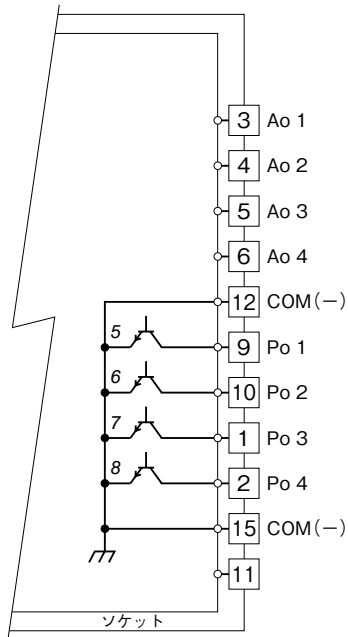 3 Ao 1
4 Ao 2
5 Ao 3
6 Ao 4
12 COM(−)
5
9 Po 1
6
10 Po 2
7
1 Po 3
8
2 Po 4
15 COM(−)
11
ソケット